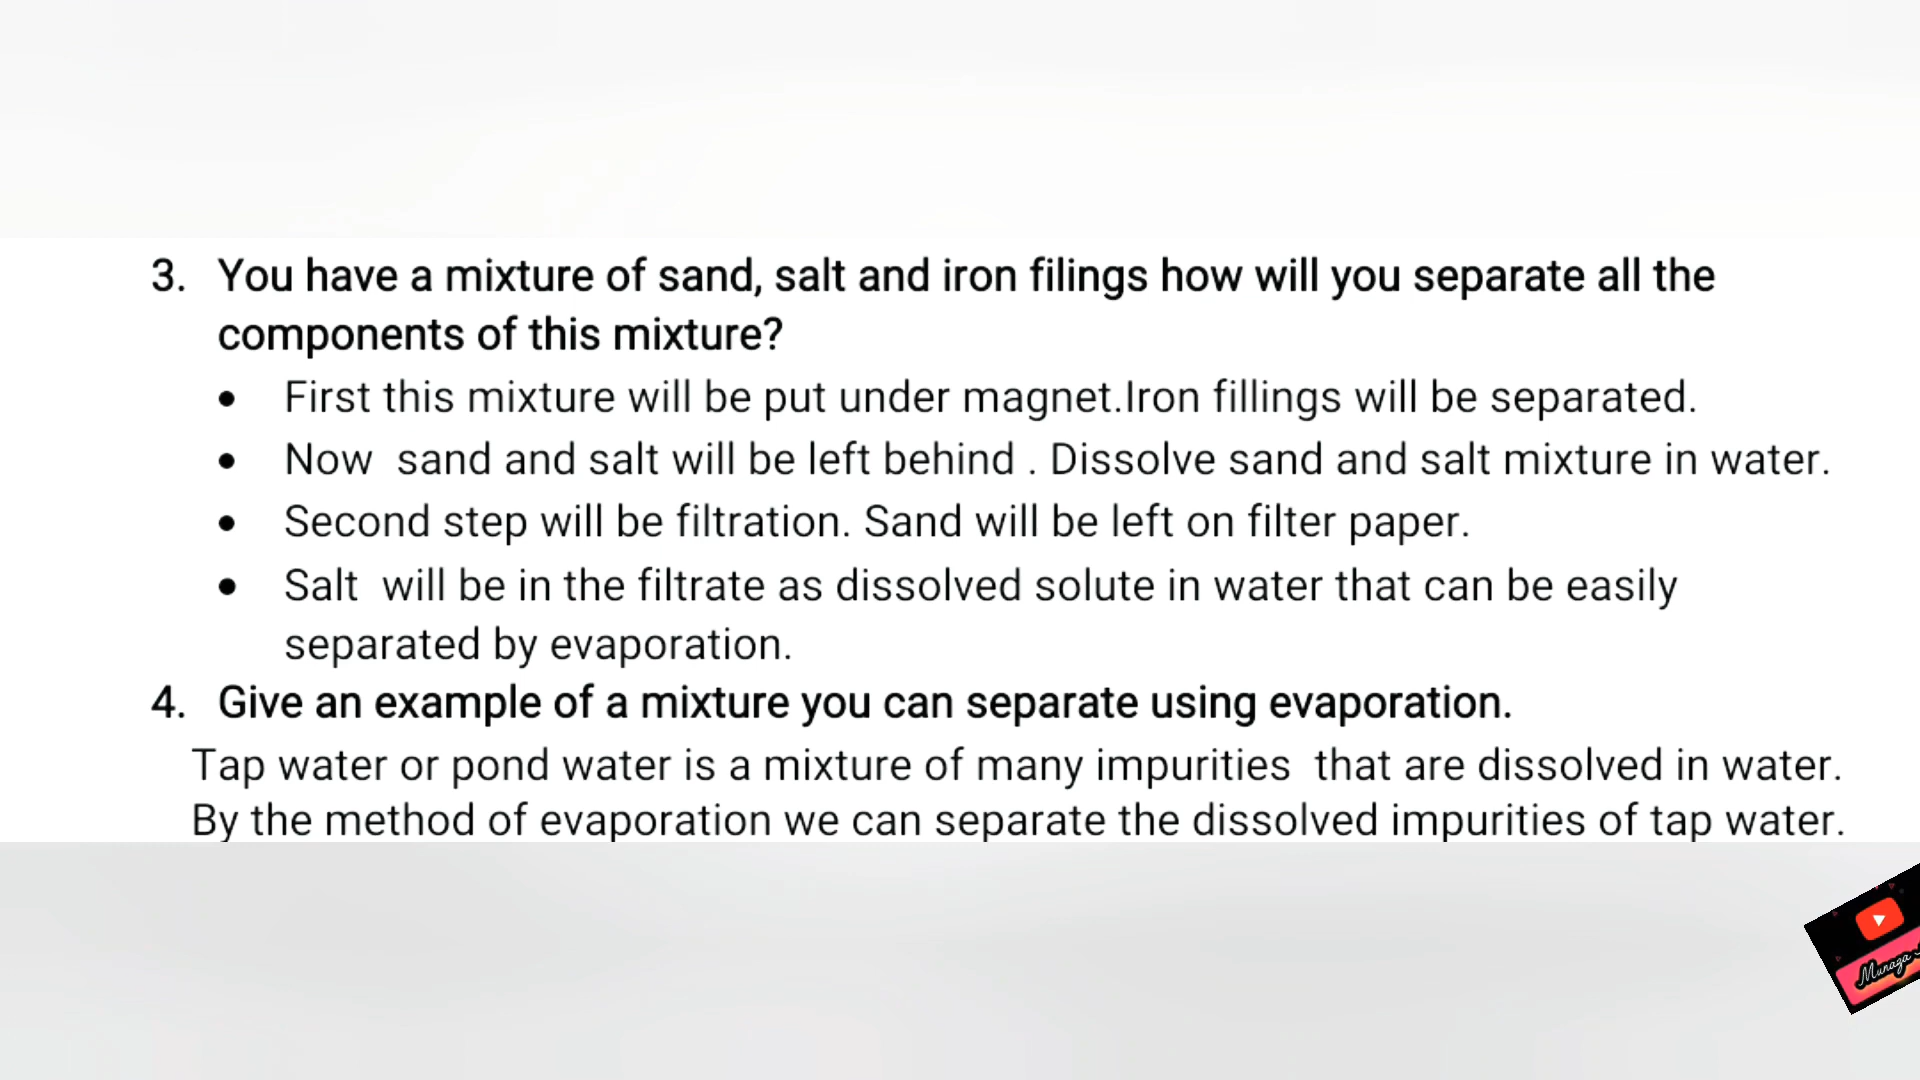 3. You have a mixture of sand, salt and iron filings how will you separate all the
components of this mixture?
• First this mixture will be put under magnet.Iron fillings will be separated.
• Now sand and salt will be left behind . Dissolve sand and salt mixture in water.
• Second step will be filtration. Sand will be left on filter paper.
• Salt will be in the filtrate as dissolved solute in water that can be easily
separated by evaporation.
4. Give an example of a mixture you can separate using evaporation.
Tap water or pond water is a mixture of many impurities that are dissolved in water.
By the method of evaporation we can separate the dissolved impurities of tap water.
Munaza